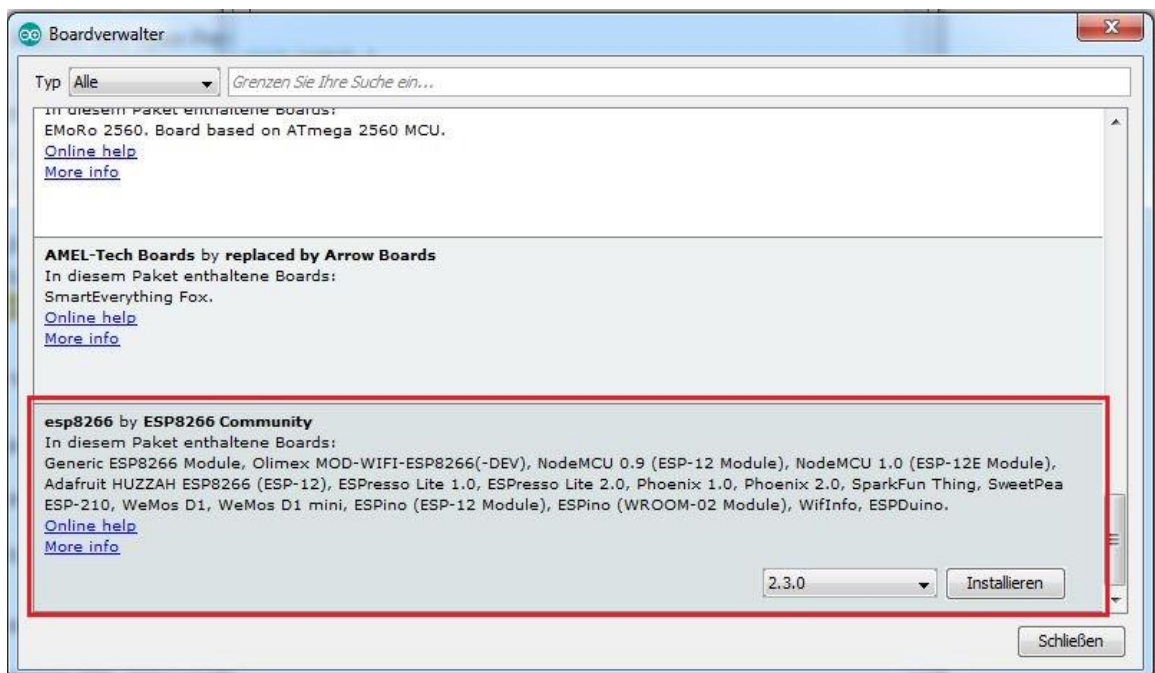 Boardverwalter
Typ Alle Grenzen Sie Ihre Suche ein...
In diesem Paket enthaltene Boards:
EMoRo 2560. Board based on ATmega 2560 MCU.
Online help
More info
AMEL-Tech Boards by replaced by Arrow Boards
In diesem Paket enthaltene Boards:
SmartEverything Fox.
Online help
More info
esp8266 by ESP8266 Community
In diesem Paket enthaltene Boards:
Generic ESP8266 Module, Olimex MOD-WIFI-ESP8266(-DEV), NodeMCU 0.9 (ESP-12 Module), NodeMCU 1.0 (ESP-12E Module),
Adafruit HUZZAH ESP8266 (ESP-12), ESPresso Lite 1.0, ESPresso Lite 2.0, Phoenix 1.0, Phoenix 2.0, SparkFun Thing, SweetPea
ESP-210, WeMos D1, WeMos D1 mini, ESPino (ESP-12 Module), ESPino (WROOM-02 Module), WifInfo, ESPDuino.
Online help
More info
2.3.0 Installieren
Schließen